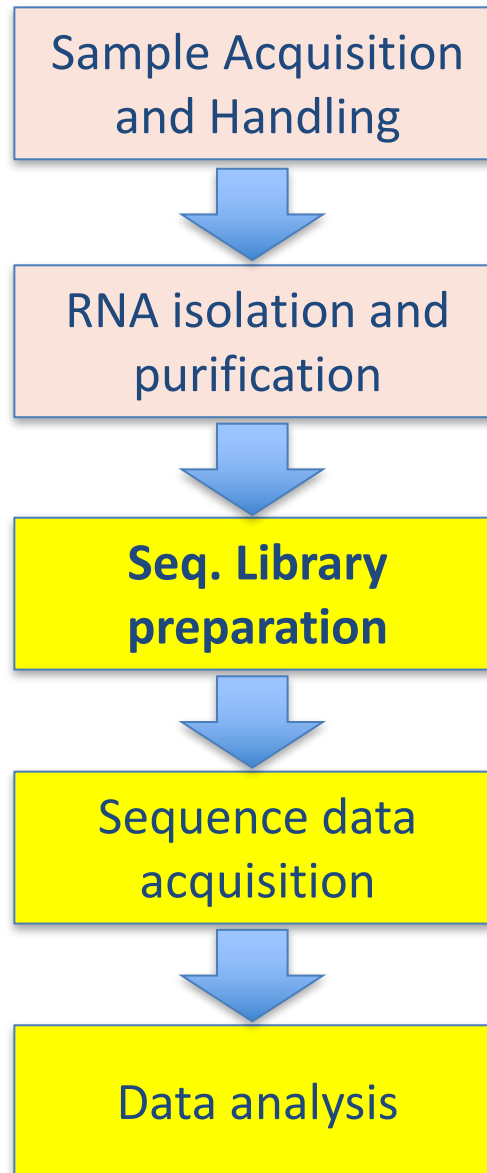 Sample Acquisition
and Handling
RNA isolation and
purification
Seq. Library
preparation
Sequence data
acquisition
Data analysis